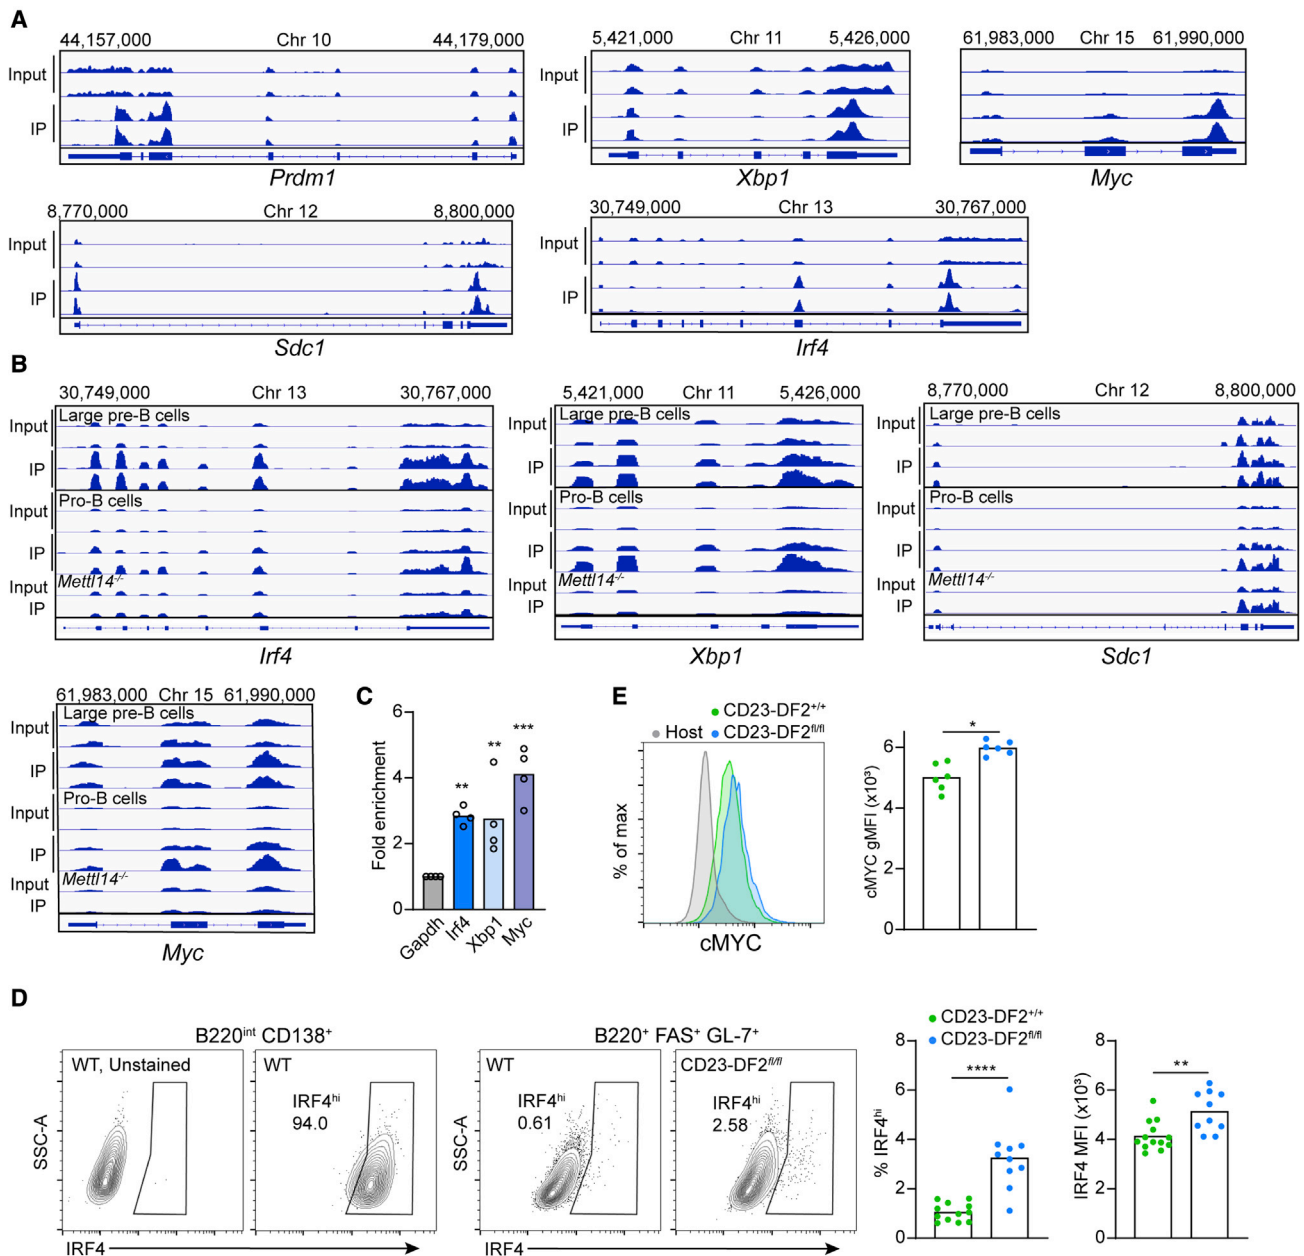 A
44,157,000 Chr 10 44,179,000
Input
IP
Prdm1
5,421,000 Chr 11 5,426,000
Input
IP
Xbp1
61,983,000 Chr 15 61,990,000
Myc
8,770,000 Chr 12 8,800,000
Input
IP
Sdc1
30,749,000 Chr 13 30,767,000
Input
IP
Irf4
B
30,749,000 Chr 13 30,767,000
Large pre-B cells
Input
IP
Pro-B cells
Input
IP
Mettl14-/-
Input
IP
Irf4
5,421,000 Chr 11 5,426,000
Large pre-B cells
Input
IP
Pro-B cells
Input
IP
Mettl14-/-
Input
IP
Xbp1
8,770,000 Chr 12 8,800,000
Large pre-B cells
Input
IP
Pro-B cells
Input
IP
Mettl14-/-
Input
IP
Sdc1
61,983,000 Chr 15 61,990,000
Large pre-B cells
Input
IP
Pro-B cells
Input
IP
Mettl14-/-
Input
IP
Myc
C
Fold enrichment
6
4
2
0
**
**
***
Gapdh
Irf4
Xbp1
Myc
E
CD23-DF2+/+
Host CD23-DF2fl/fl
% of max
cMYC
cMYC gMFI (x10³)
6
4
2
0
*
D
B220int CD138+
WT, Unstained
WT
IRF4hi
94.0
SSC-A
IRF4
B220+ FAS+ GL-7+
WT
IRF4hi
0.61
CD23-DF2fl/fl
IRF4hi
2.58
SSC-A
IRF4
CD23-DF2+/+
CD23-DF2fl/fl
% IRF4hi
8
6
4
2
0
****
IRF4 MFI (x10³)
8
6
4
6
0
**